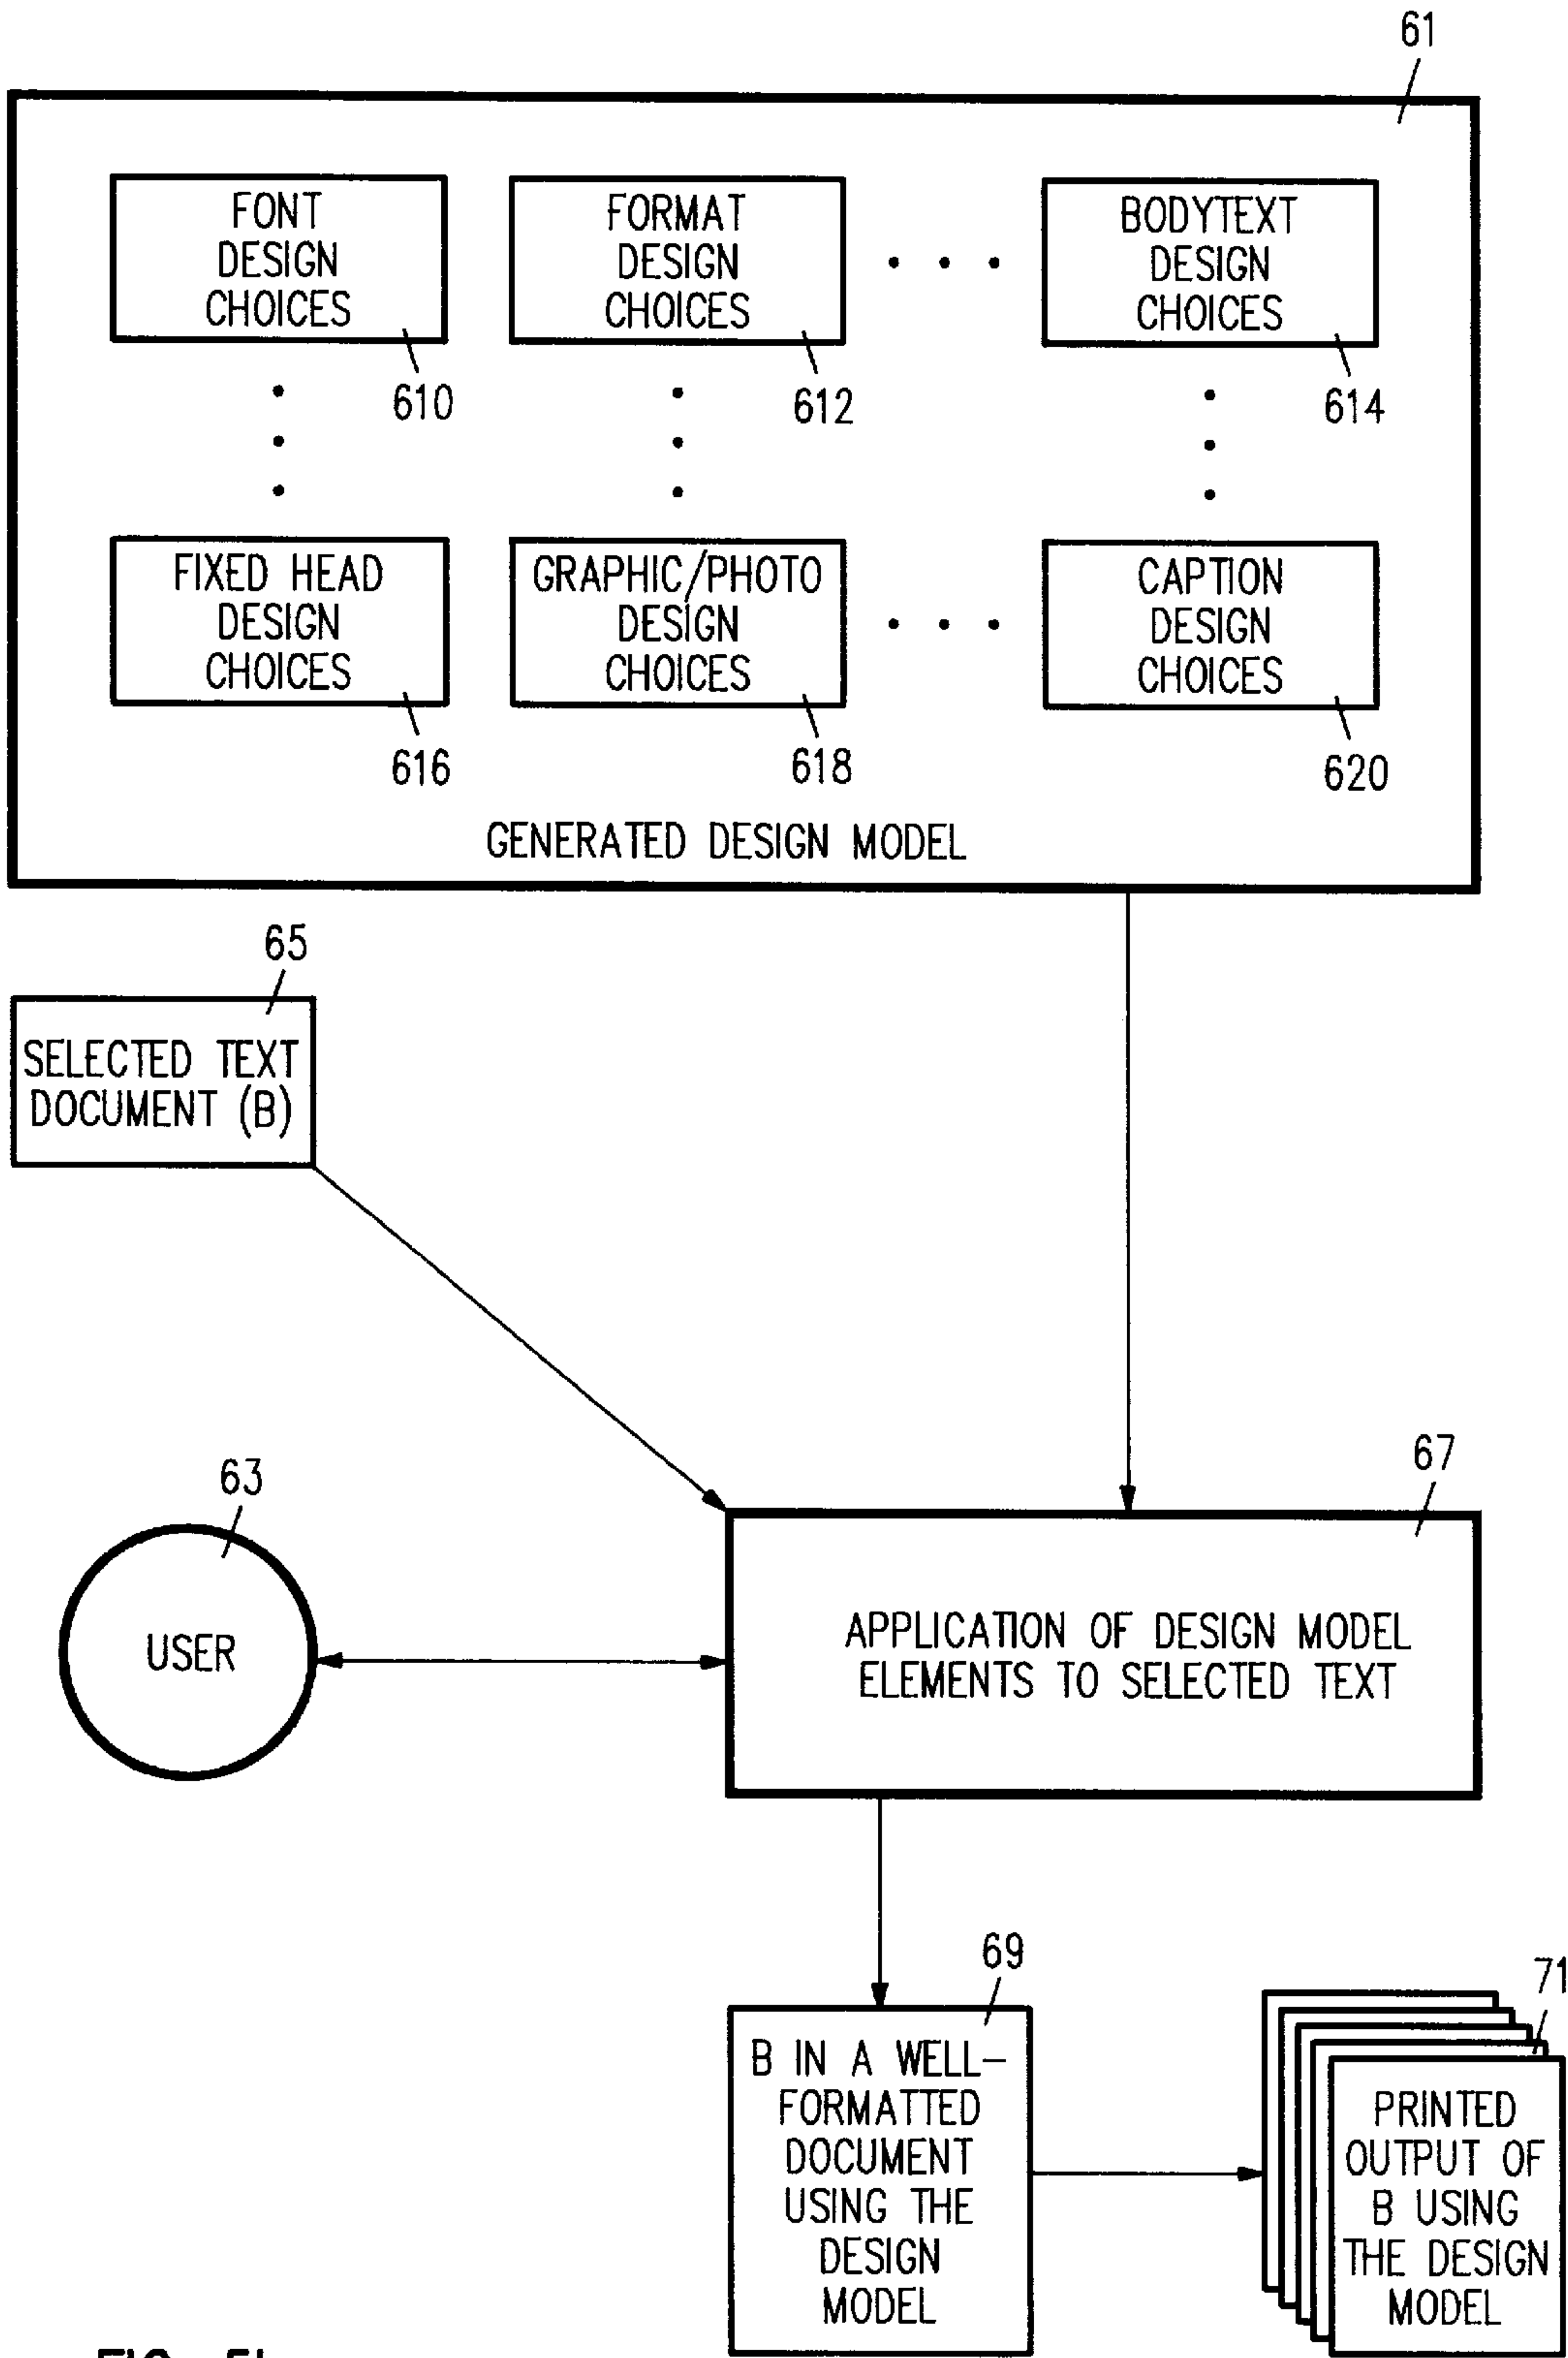 61
FONT
DESIGN
CHOICES
610
FORMAT
DESIGN
CHOICES
612
BODYTEXT
DESIGN
CHOICES
614
FIXED HEAD
DESIGN
CHOICES
616
GRAPHIC/PHOTO
DESIGN
CHOICES
618
CAPTION
DESIGN
CHOICES
620
GENERATED DESIGN MODEL
65
SELECTED TEXT
DOCUMENT (B)
63
USER
67
APPLICATION OF DESIGN MODEL
ELEMENTS TO SELECTED TEXT
69
B IN A WELL-
FORMATTED
DOCUMENT
USING THE
DESIGN
MODEL
71
PRINTED
OUTPUT OF
B USING
THE DESIGN
MODEL